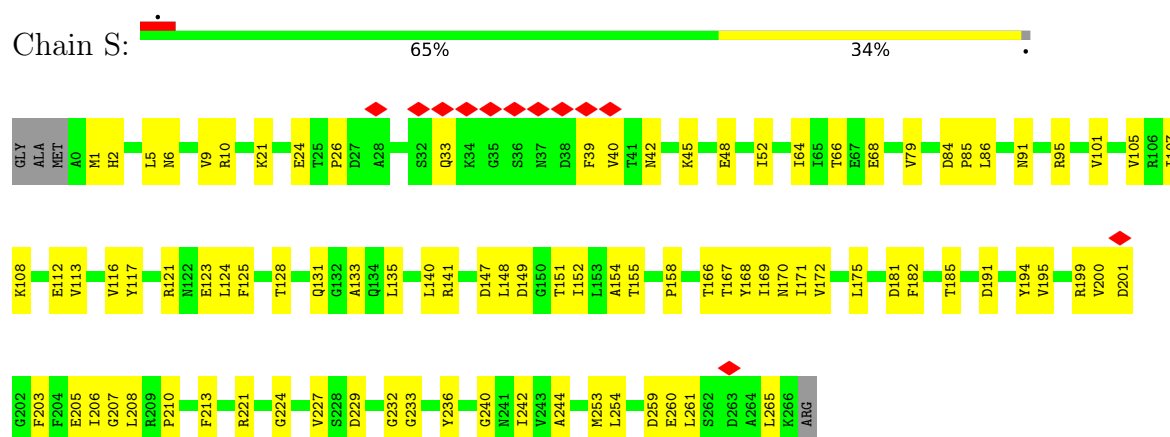 Chain S:
65% 34%
GLY ALA MET A0 M1 H2 L5 N6 V9 R10 K21 E24 T25 P26 D27 A28 S32 Q33 K34 G35 S36 N37 D38 F39 V40 T41 N42 K45 E48 I52 I64 I65 T66 E67 E68 V79 D84 P85 L86 N91 R95 V101 V105 R106 I107
K108 E112 V113 V116 Y117 R121 N122 E123 L124 F125 T128 Q131 G132 A133 Q134 L135 L140 R141 D147 L148 D149 G150 T151 I152 L153 A154 T155 P158 T166 T167 Y168 I169 N170 I171 V172 L175 D181 F182 T185 D191 Y194 V195 R199 V200 D201
G202 F203 F204 E205 I206 G207 L208 R209 P210 F213 R221 G224 V227 S228 D229 G232 G233 Y236 G240 N241 I242 V243 A244 M253 L254 D259 E260 L261 S262 D263 A264 L265 K266 ARG